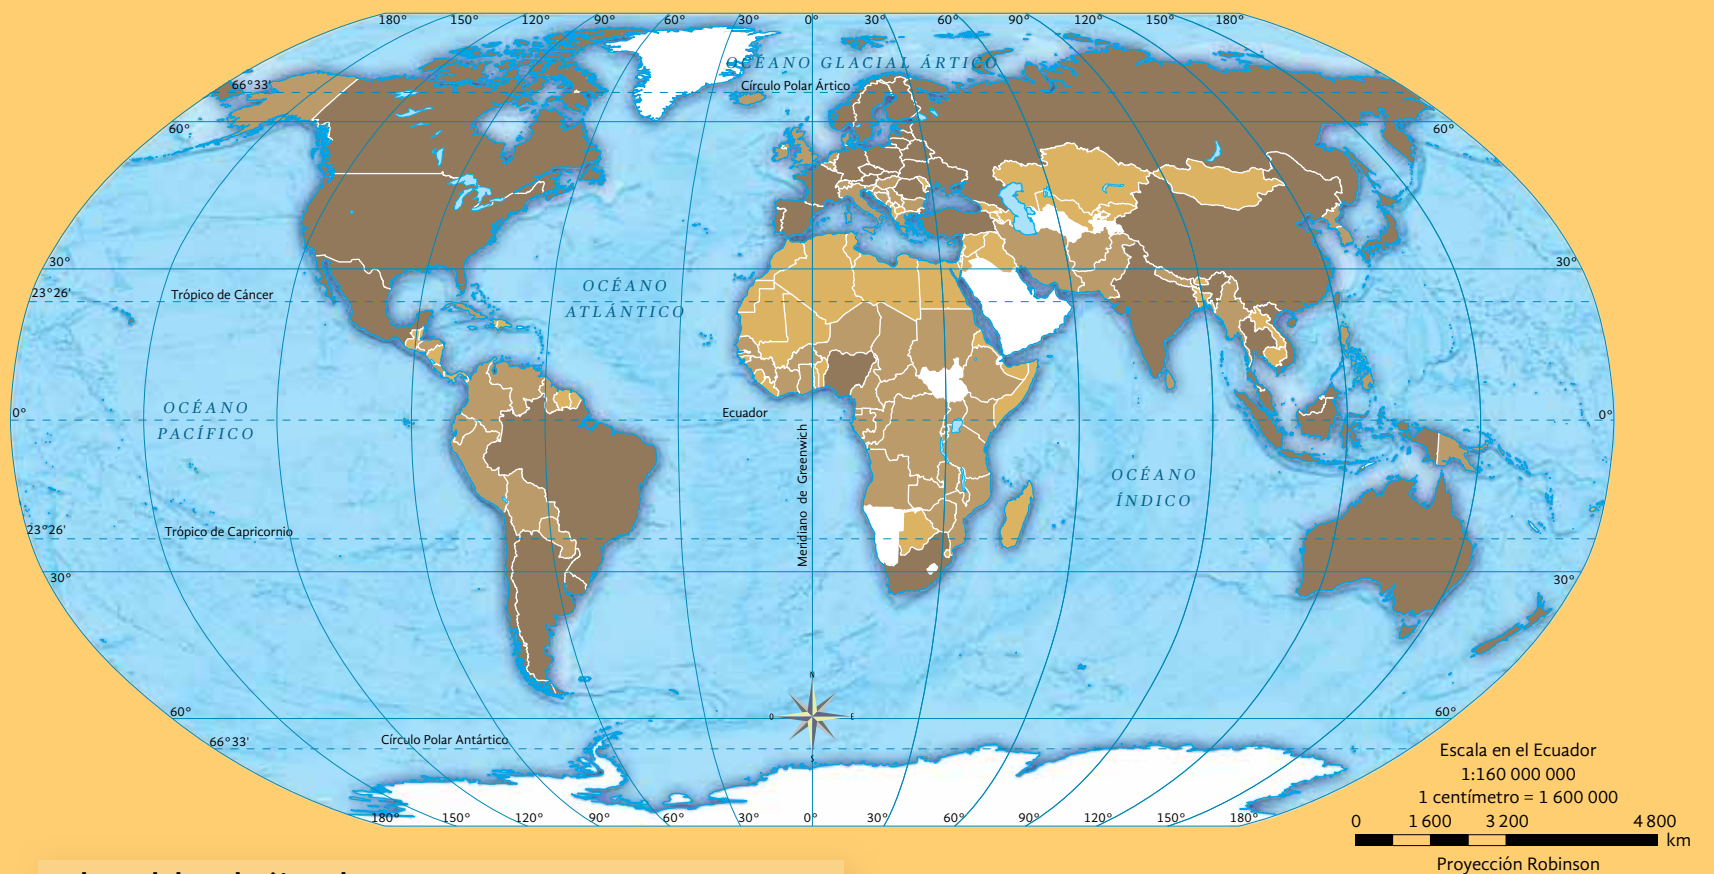 180° 150° 120° 90° 60° 30° 0° 30° 60° 90° 120° 150° 180°
OCÉANO GLACIAL ÁRTICO
66°33'
Círculo Polar Ártico
60° 60°
30° 30°
23°26'
Trópico de Cáncer
OCÉANO
ATLÁNTICO
OCÉANO
PACÍFICO
0° 0°
Ecuador
Meridiano de Greenwich
OCÉANO
ÍNDICO
23°26'
Trópico de Capricornio
30° 30°
N
O E
S
60° 60°
66°33'
Círculo Polar Antártico
180° 150° 120° 90° 60° 30° 0° 30° 60° 90° 120° 150° 180°
Escala en el Ecuador
1:160 000 000
1 centímetro = 1 600 000
0 1 600 3 200 4 800
km
Proyección Robinson